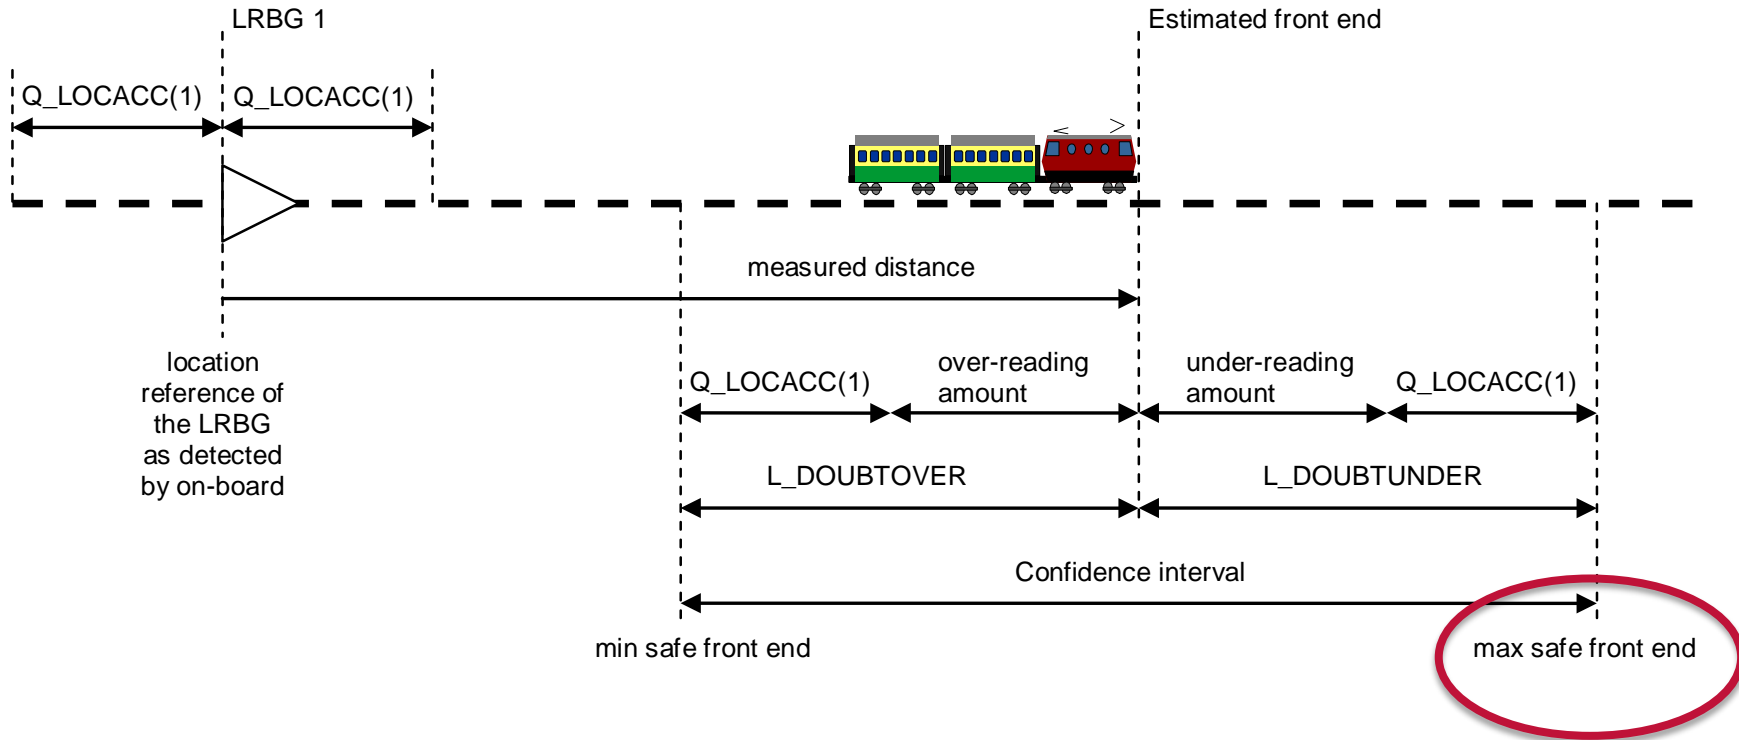 LRBG 1
Estimated front end
Q_LOCACC(1)
Q_LOCACC(1)
measured distance
location
reference of
the LRBG
as detected
by on-board
Q_LOCACC(1)
over-reading
amount
under-reading
amount
Q_LOCACC(1)
L_DOUBTOVER
L_DOUBTUNDER
Confidence interval
min safe front end
max safe front end